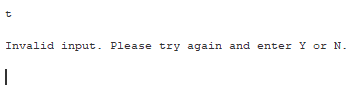 t
Invalid input. Please try again and enter Y or N.